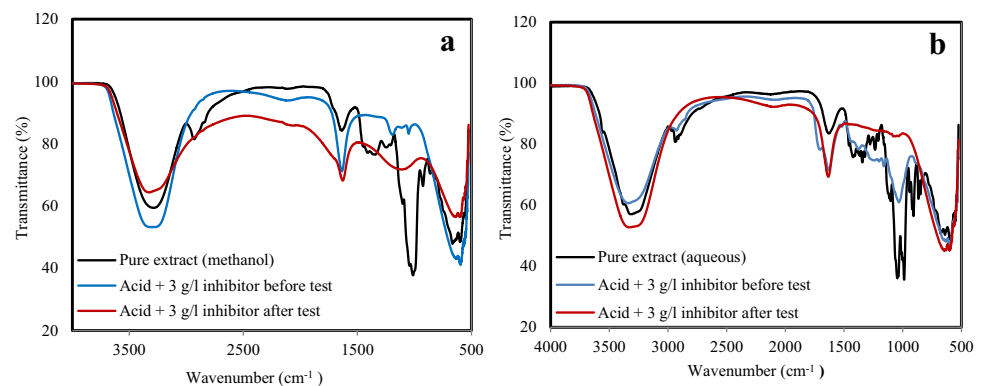 120
100
80
60
40
20
Transmittance (%)
a
Pure extract (methanol)
Acid + 3 g/l inhibitor before test
Acid + 3 g/l inhibitor after test
3500
2500
1500
500
Wavenumber (cm⁻¹ )
120
100
80
60
40
20
Transmittance (%)
b
Pure extract (aqueous)
Acid + 3 g/l inhibitor before test
Acid + 3 g/l inhibitor after test
4000
3500
3000
2500
2000
1500
1000
500
Wavenumber (cm⁻¹ )